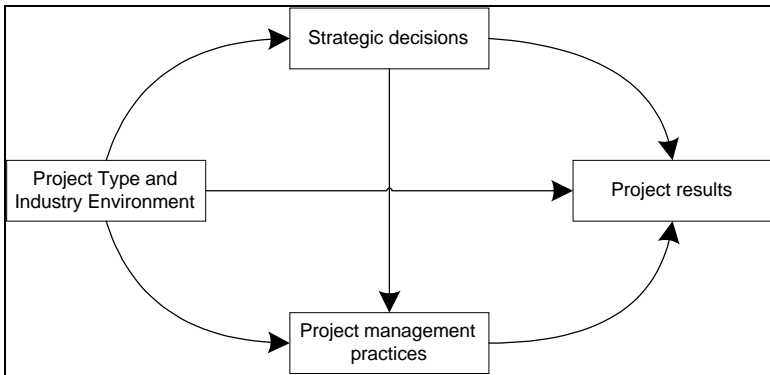 Strategic decisions
Project Type and
Industry Environment
Project results
Project management
practices